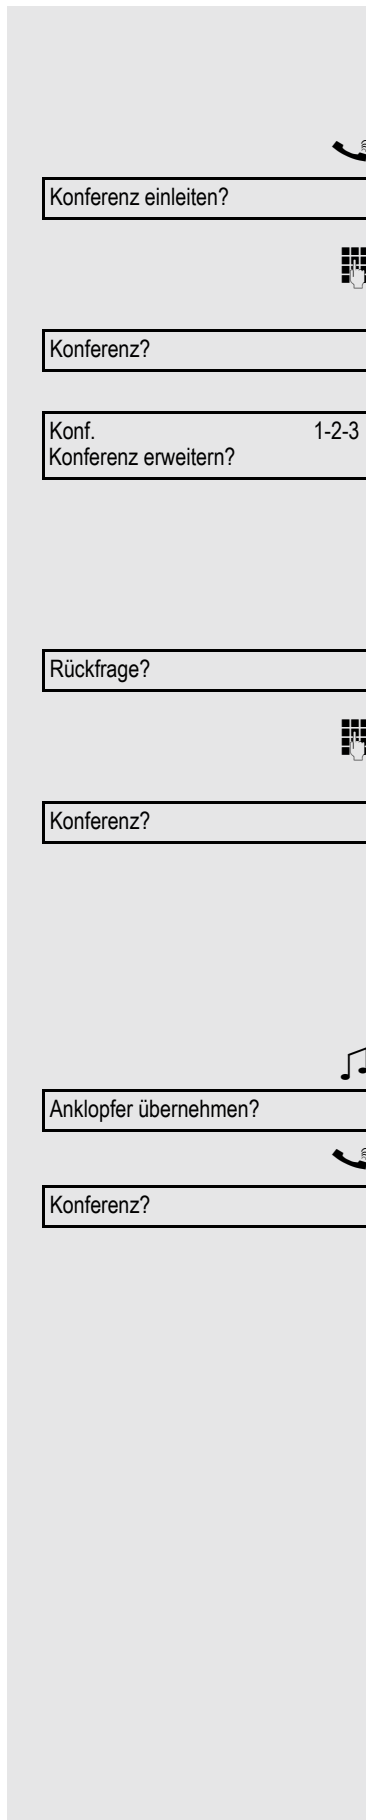 Konferenz einleiten?
Konferenz?
Konf. 1-2-3
Konferenz erweitern?
Rückfrage?
Konferenz?
Anklopfer übernehmen?
Konferenz?